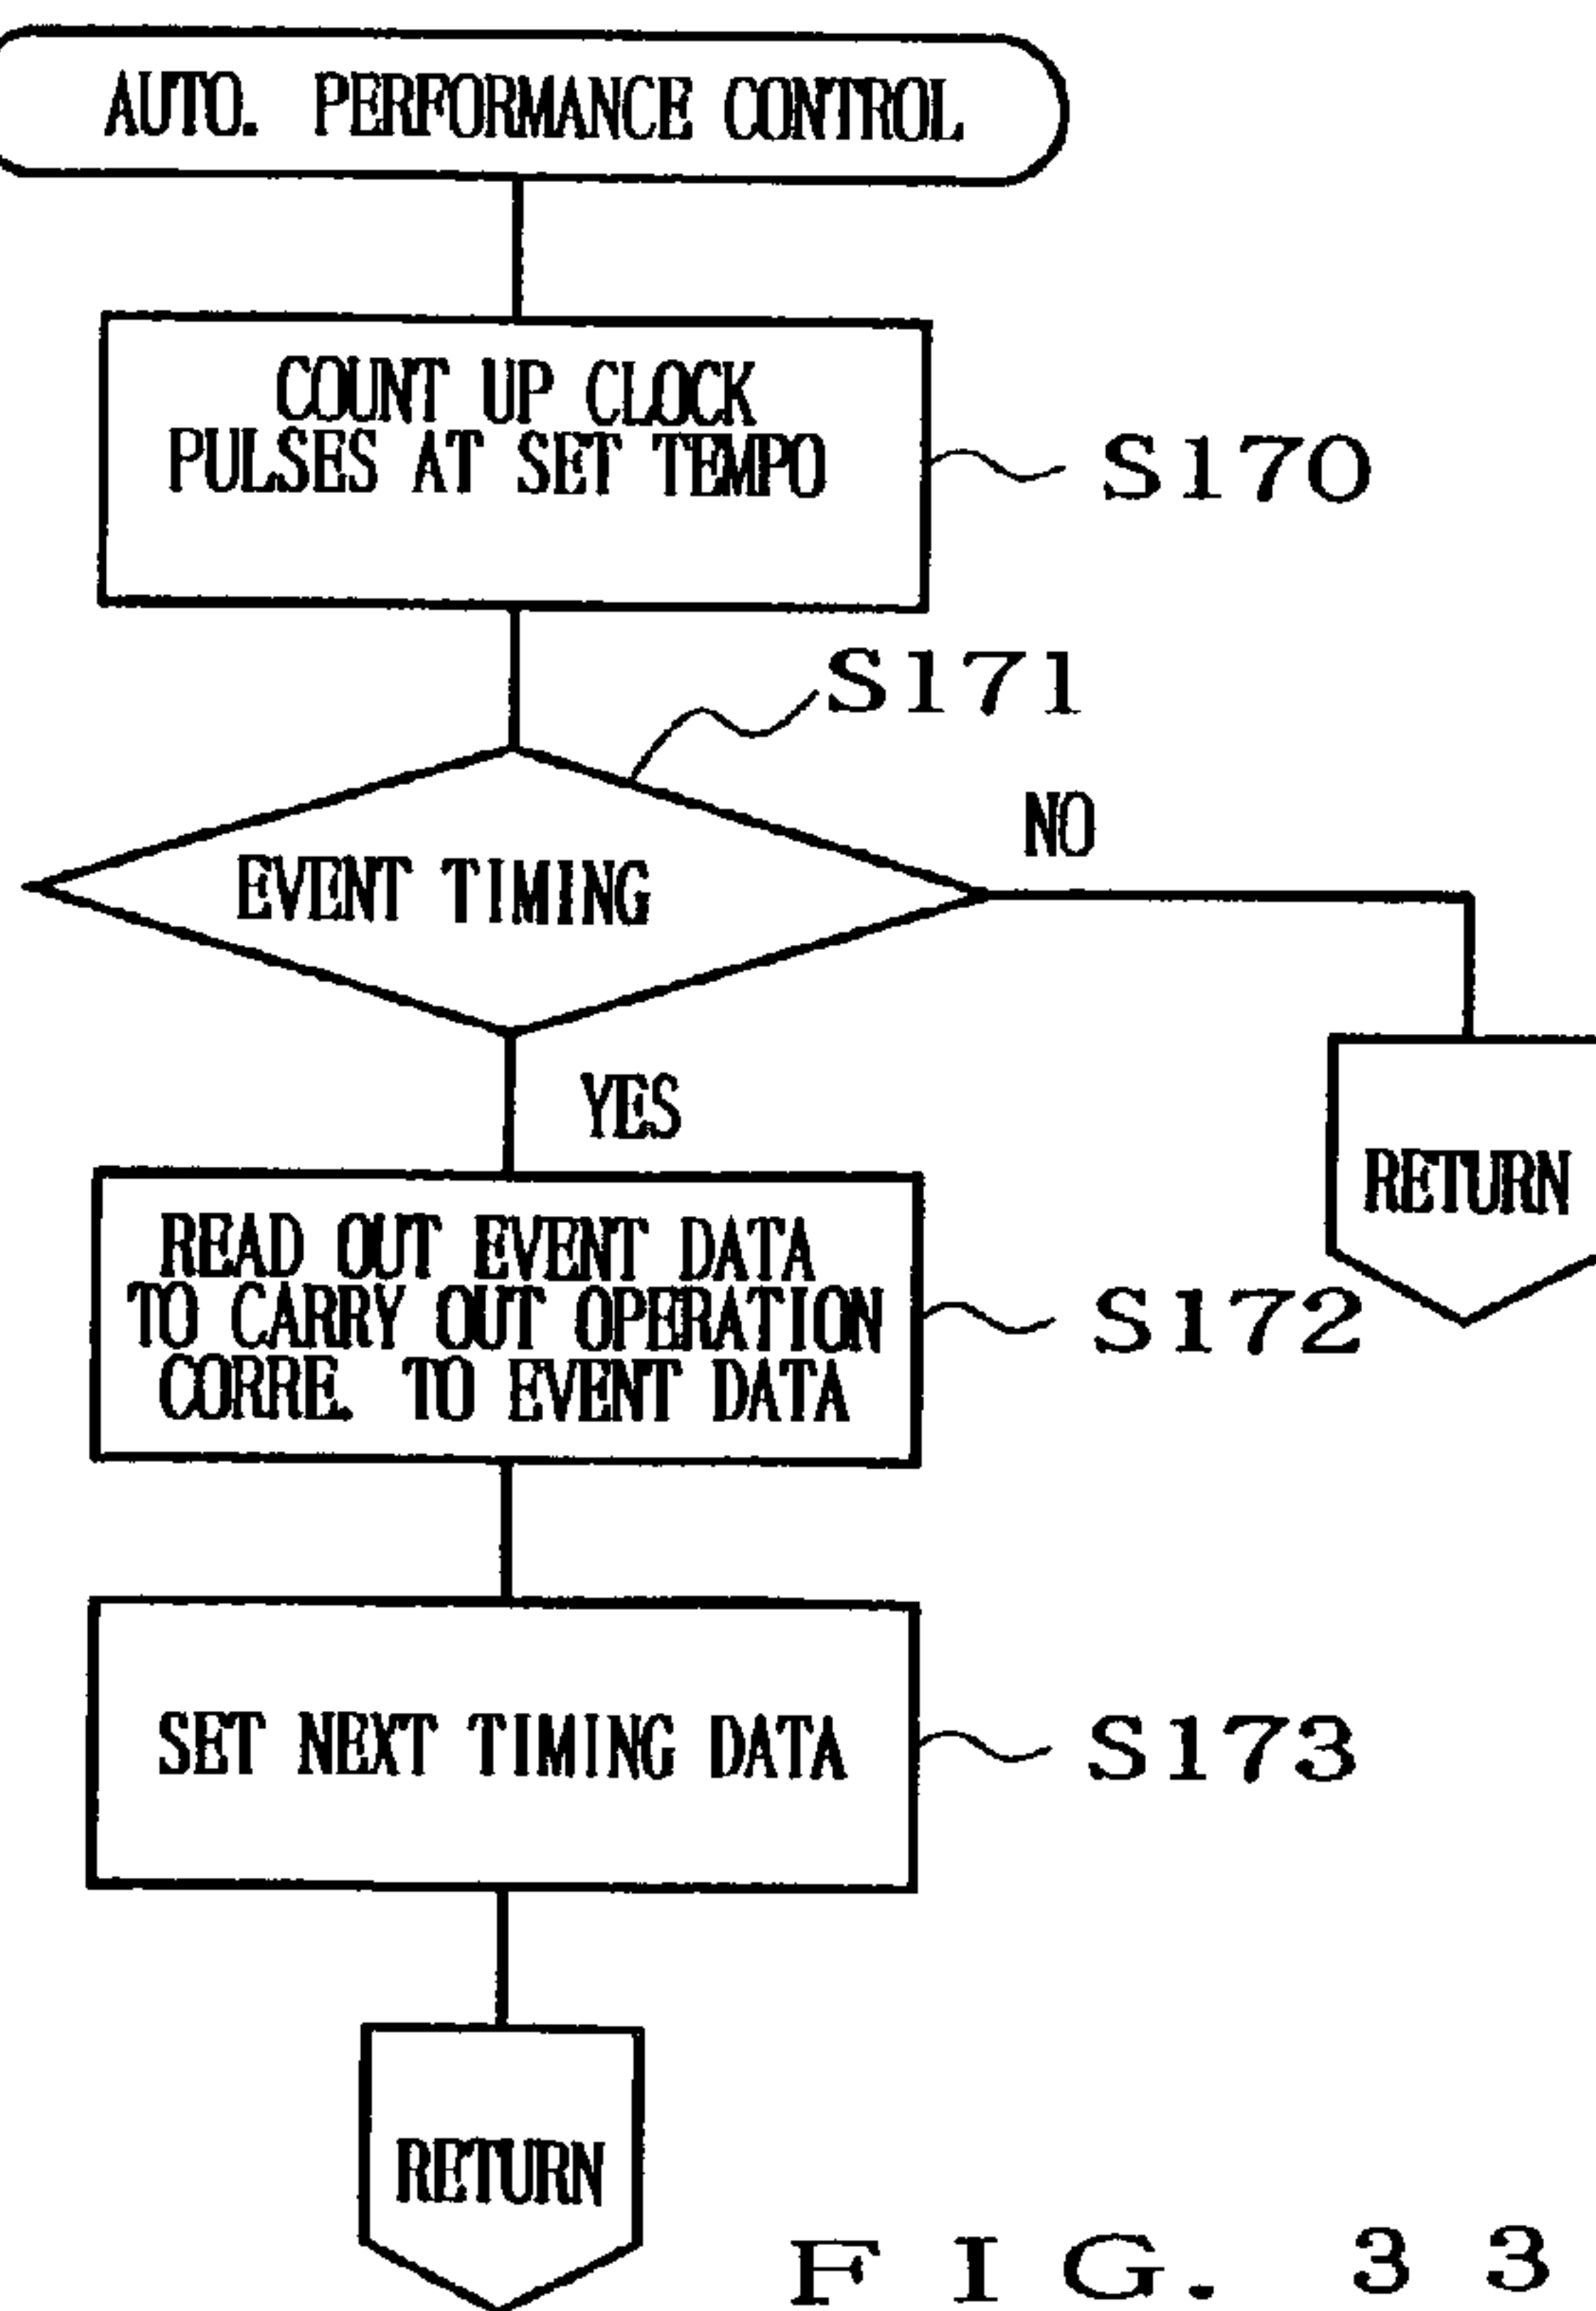 AUTO. PERFORMANCE CONTROL
COUNT UP CLOCK
PULSES AT SET TEMPO
S170
S171
EVENT TIMING
NO
YES
RETURN
READ OUT EVENT DATA
TO CARRY OUT OPERATION
CORRE. TO EVENT DATA
S172
SET NEXT TIMING DATA
S173
RETURN
FIG. 33